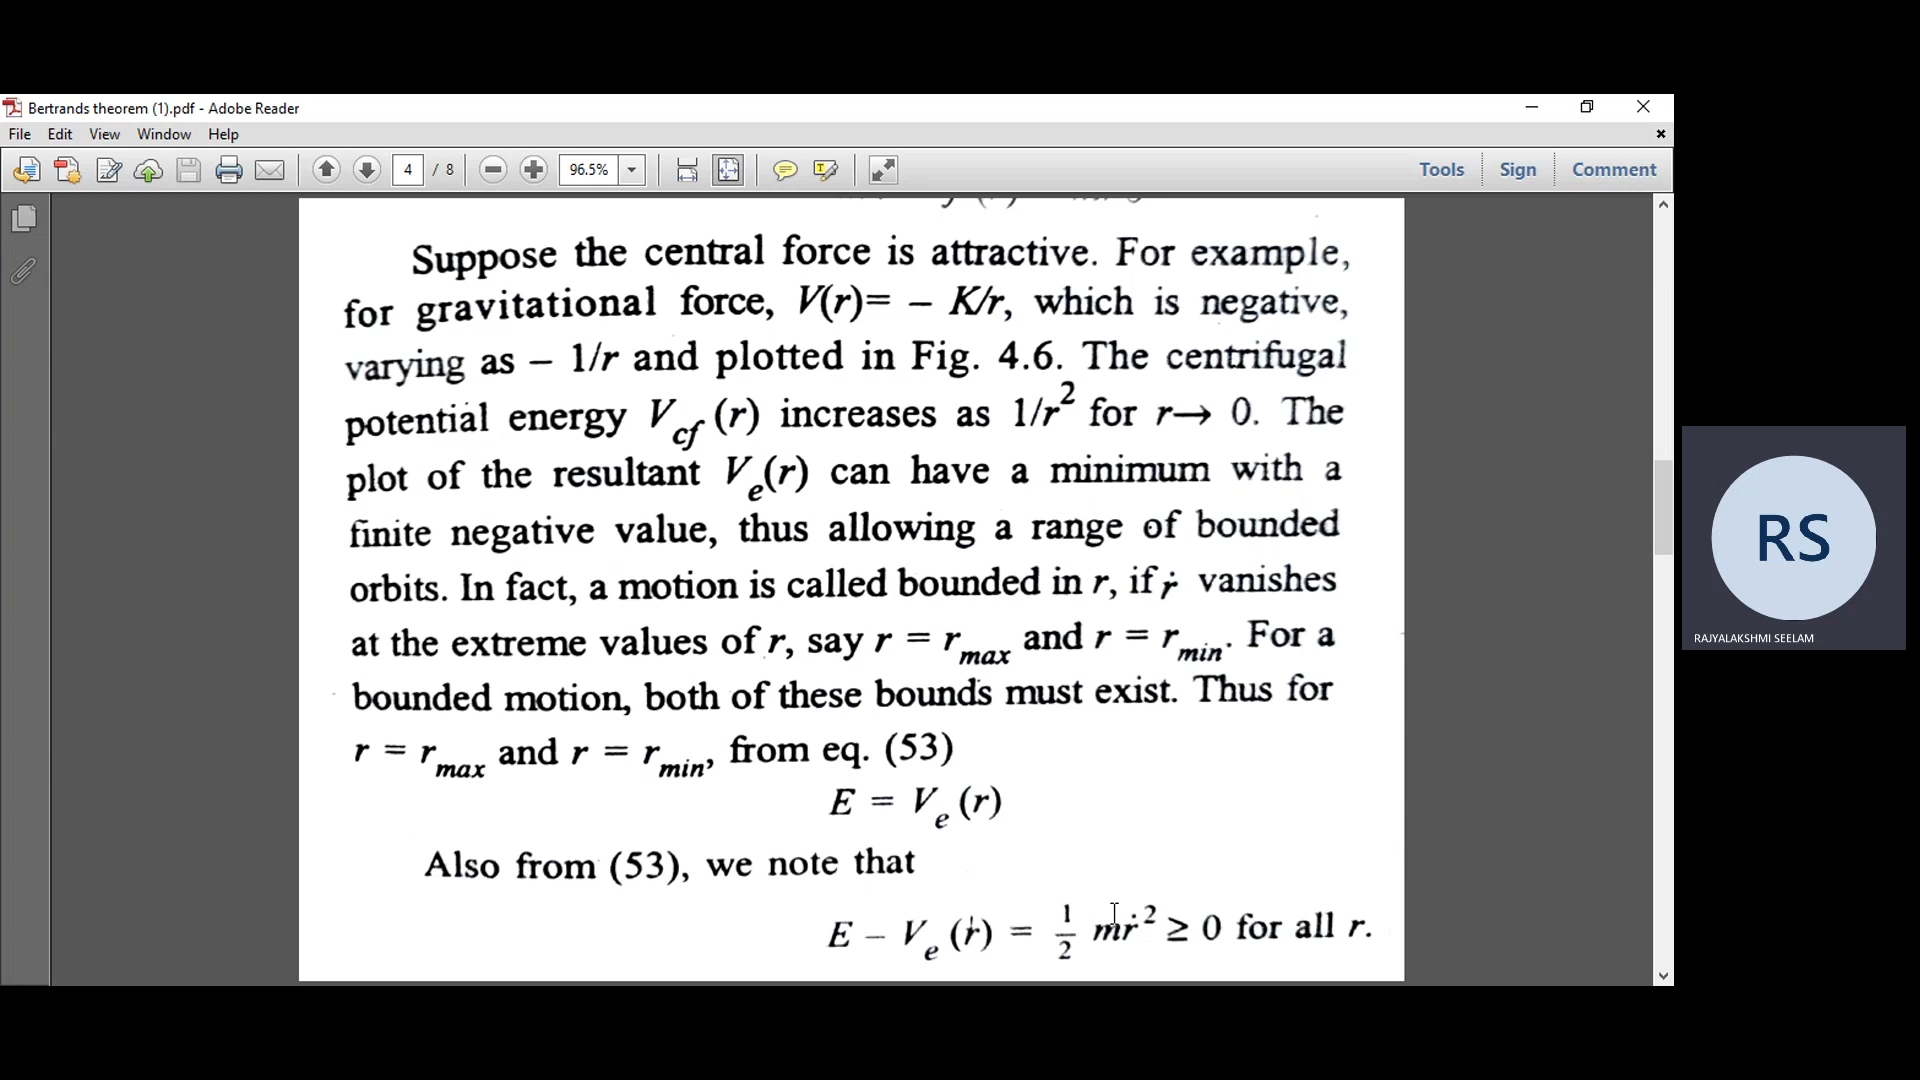 Bertrands theorem (1).pdf - Adobe Reader
File Edit View Window Help
4 / 8 96.5% Tools Sign Comment
Suppose the central force is attractive. For example,
for gravitational force, V(r)= – K/r, which is negative,
varying as – 1/r and plotted in Fig. 4.6. The centrifugal
potential energy V_cf (r) increases as 1/r² for r→ 0. The
plot of the resultant V_e(r) can have a minimum with a
finite negative value, thus allowing a range of bounded
orbits. In fact, a motion is called bounded in r, if ṙ vanishes
at the extreme values of r, say r = r_max and r = r_min. For a
bounded motion, both of these bounds must exist. Thus for
r = r_max and r = r_min, from eq. (53)
E = V_e (r)
Also from (53), we note that
E – V_e (r) = 1/2 mṙ² ≥ 0 for all r.
RS
RAJYALAKSHMI SEELAM